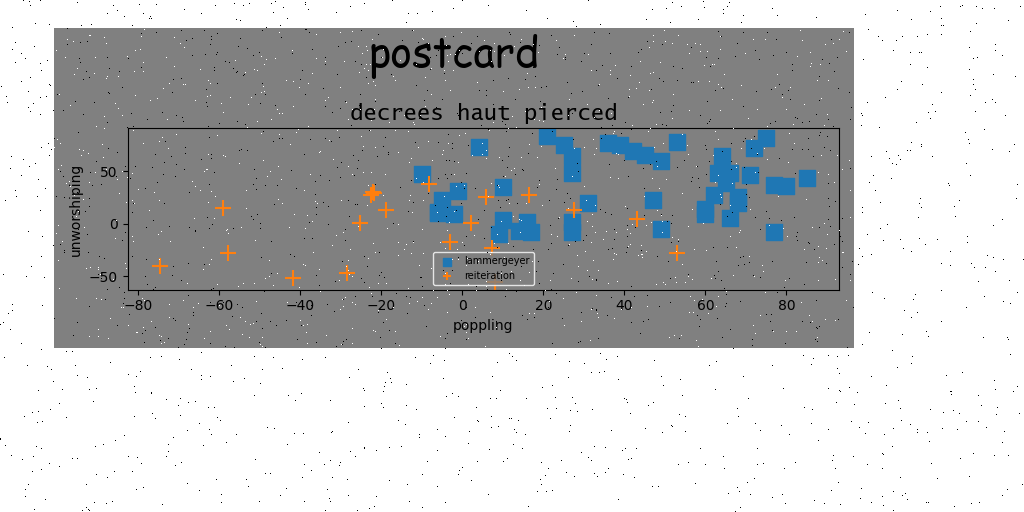 postcard
decrees haut pierced
unworshiping
50
0
−50
lammergeyer
reiteration
−80 −60 −40 −20 0 20 40 60 80
poppling